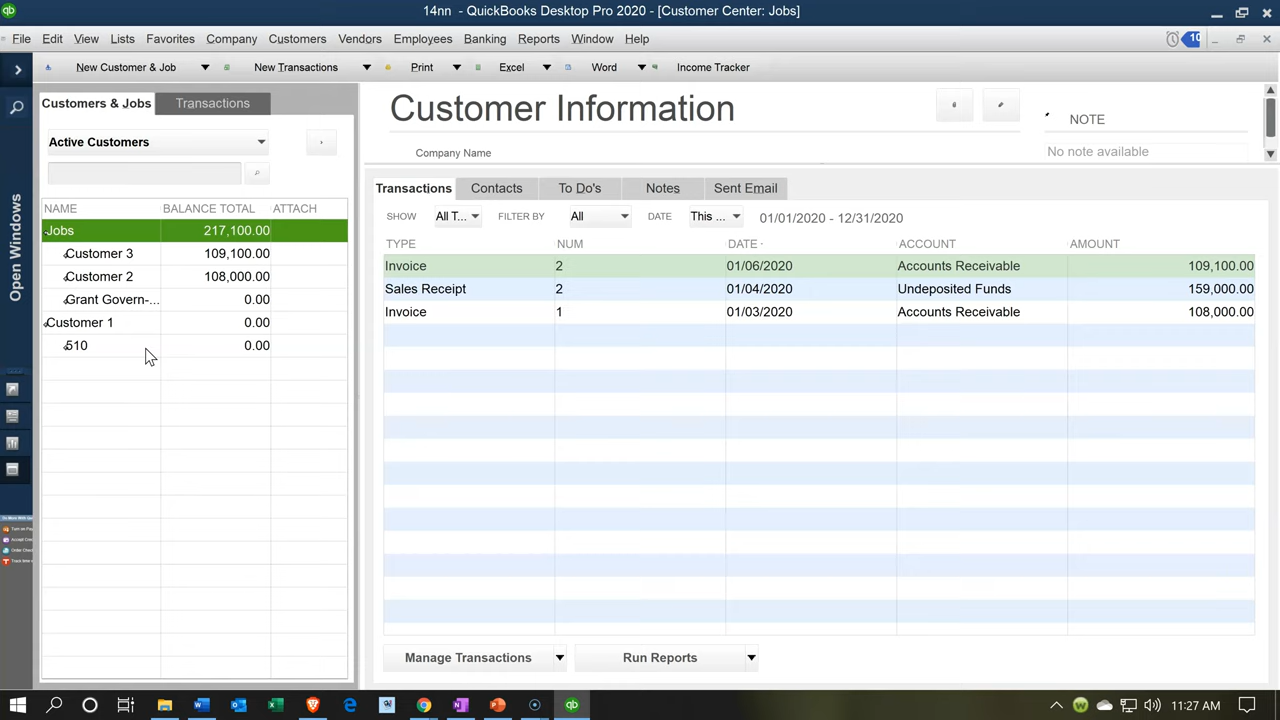 14nn - QuickBooks Desktop Pro 2020 - [Customer Center: Jobs]
File Edit View Lists Favorites Company Customers Vendors Employees Banking Reports Window Help
10
New Customer & Job New Transactions Print Excel Word Income Tracker
Customers & Jobs Transactions
Active Customers
NAME BALANCE TOTAL ATTACH
Jobs 217,100.00
Customer 3 109,100.00
Customer 2 108,000.00
Grant Govern-... 0.00
Customer 1 0.00
510 0.00
Open Windows
Customer Information
Company Name
NOTE
No note available
Transactions Contacts To Do's Notes Sent Email
SHOW All T... FILTER BY All DATE This ... 01/01/2020 - 12/31/2020
TYPE NUM DATE ACCOUNT AMOUNT
Invoice 2 01/06/2020 Accounts Receivable 109,100.00
Sales Receipt 2 01/04/2020 Undeposited Funds 159,000.00
Invoice 1 01/03/2020 Accounts Receivable 108,000.00
Manage Transactions Run Reports
11:27 AM